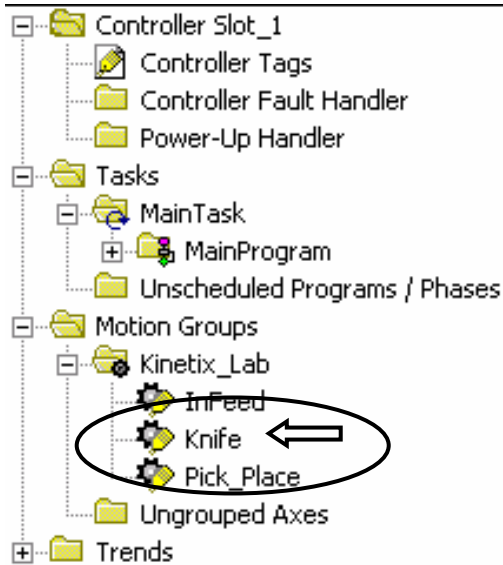 Controller Slot_1
Controller Tags
Controller Fault Handler
Power-Up Handler
Tasks
MainTask
MainProgram
Unscheduled Programs / Phases
Motion Groups
Kinetix_Lab
InFeed
Knife
Pick_Place
Ungrouped Axes
Trends